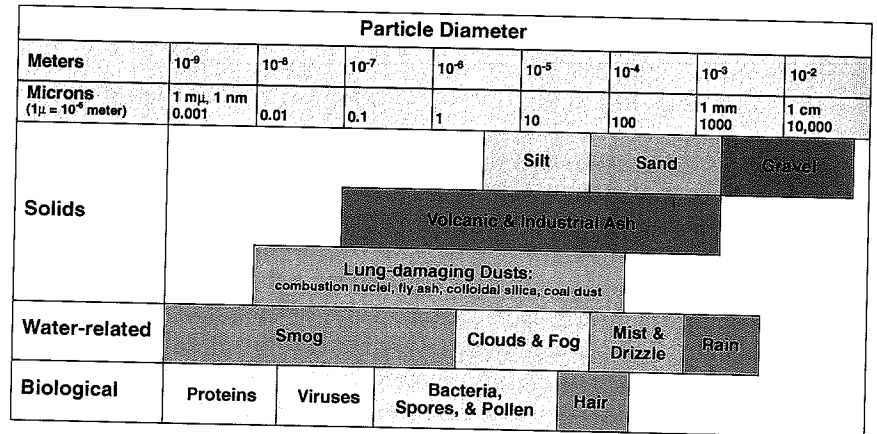 Particle Diameter
Meters 10⁻⁹ 10⁻⁸ 10⁻⁷ 10⁻⁶ 10⁻⁵ 10⁻⁴ 10⁻³ 10⁻²
Microns 1 mµ, 1 nm 1 mm 1 cm
(1µ = 10⁻⁶ meter) 0.001 0.01 0.1 1 10 100 1000 10,000
Silt Sand Gravel
Solids
Volcanic & Industrial Ash
Lung-damaging Dusts:
combustion nuclei, fly ash, colloidal silica, coal dust
Water-related Smog Clouds & Fog Mist &
Drizzle Rain
Biological Proteins Viruses Bacteria,
Spores, & Pollen Hair